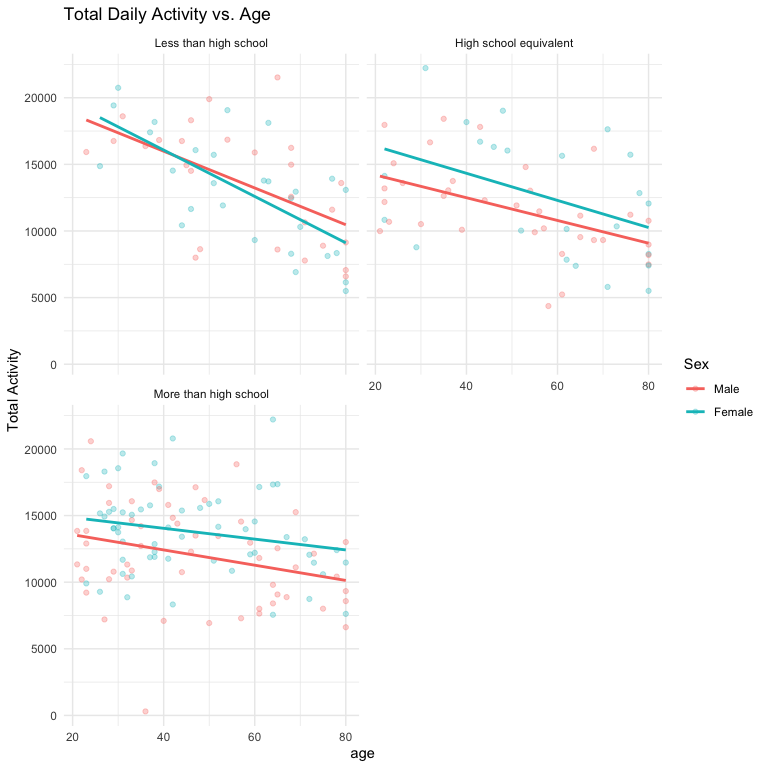 Total Daily Activity vs. Age
Less than high school
High school equivalent
20000
15000
10000
5000
0
20 40 60 80
More than high school
20000
15000
10000
5000
0
20 40 60 80
Total Activity
age
Sex
Male
Female